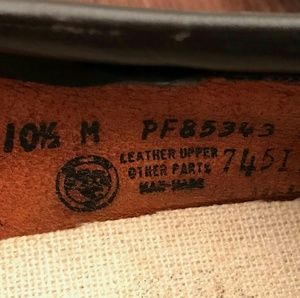 10½ M PF85343
LEATHER UPPER 745I
OTHER PARTS
MAN-MADE